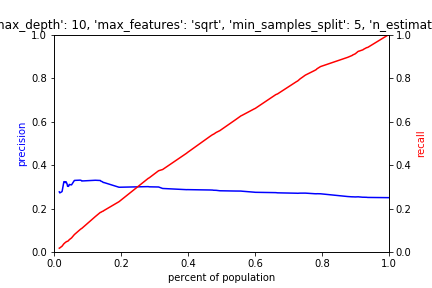 max_depth': 10, 'max_features': 'sqrt', 'min_samples_split': 5, 'n_estimat
1.0
0.8
0.6
0.4
0.2
0.0
precision
1.0
0.8
0.6
0.4
0.2
0.0
recall
0.0 0.2 0.4 0.6 0.8 1.0
percent of population